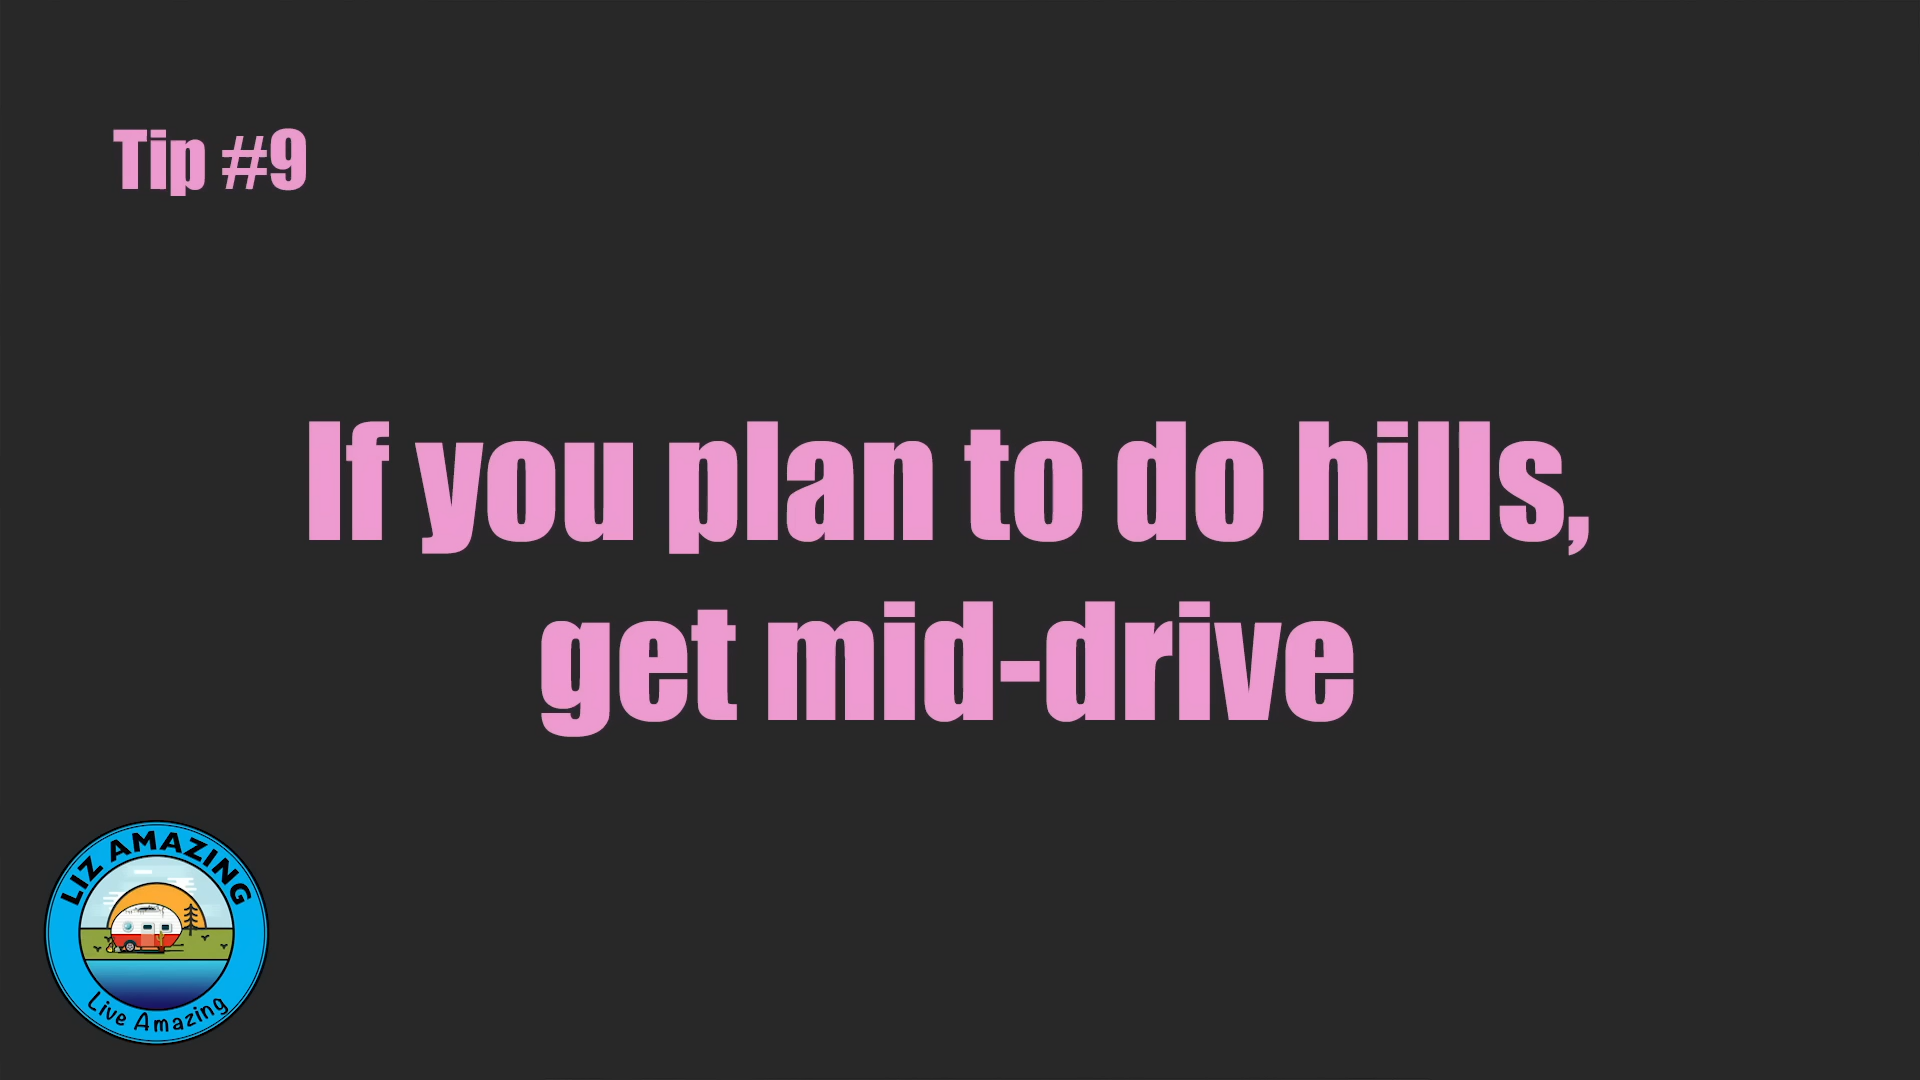 Tip #9
If you plan to do hills,
get mid-drive
LIZ AMAZING
Live Amazing